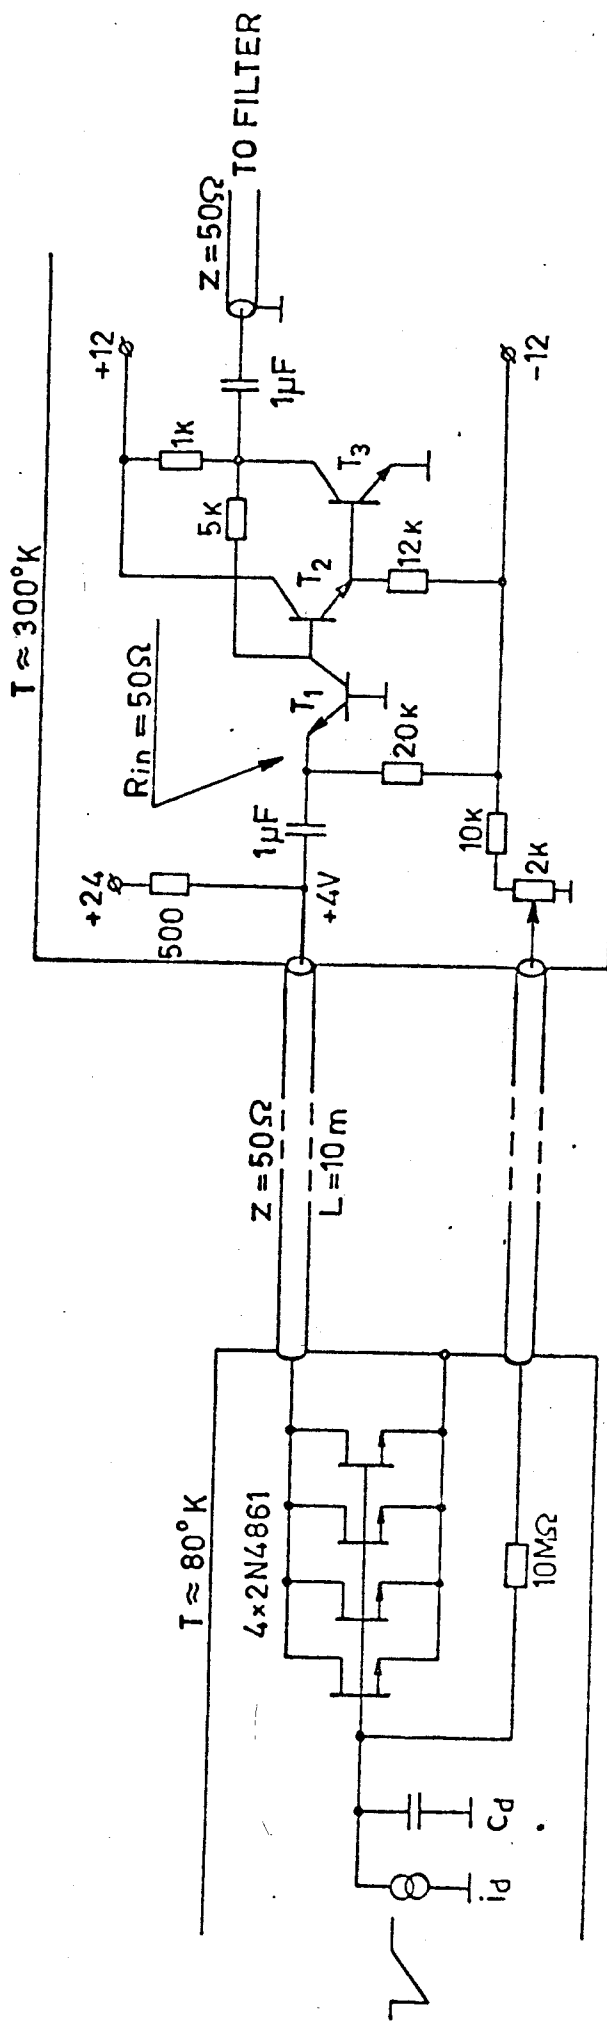 T ≈ 80°K
4×2N4861
10MΩ
Cd
id
Z=50Ω
L=10m
T ≈ 300°K
+24
500
+4V
1µF
Rin = 50Ω
T1
20K
10K
2K
5K
1K
+12
T2
T3
12K
-12
1µF
Z=50Ω
TO FILTER